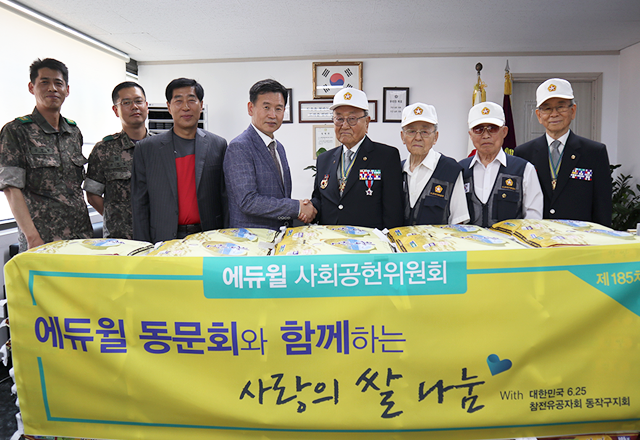 에듀윌 사회공헌위원회
제185차
에듀윌 동문회와 함께하는
사랑의 쌀 나눔
With 대한민국 6.25
참전유공자회 동작구지회